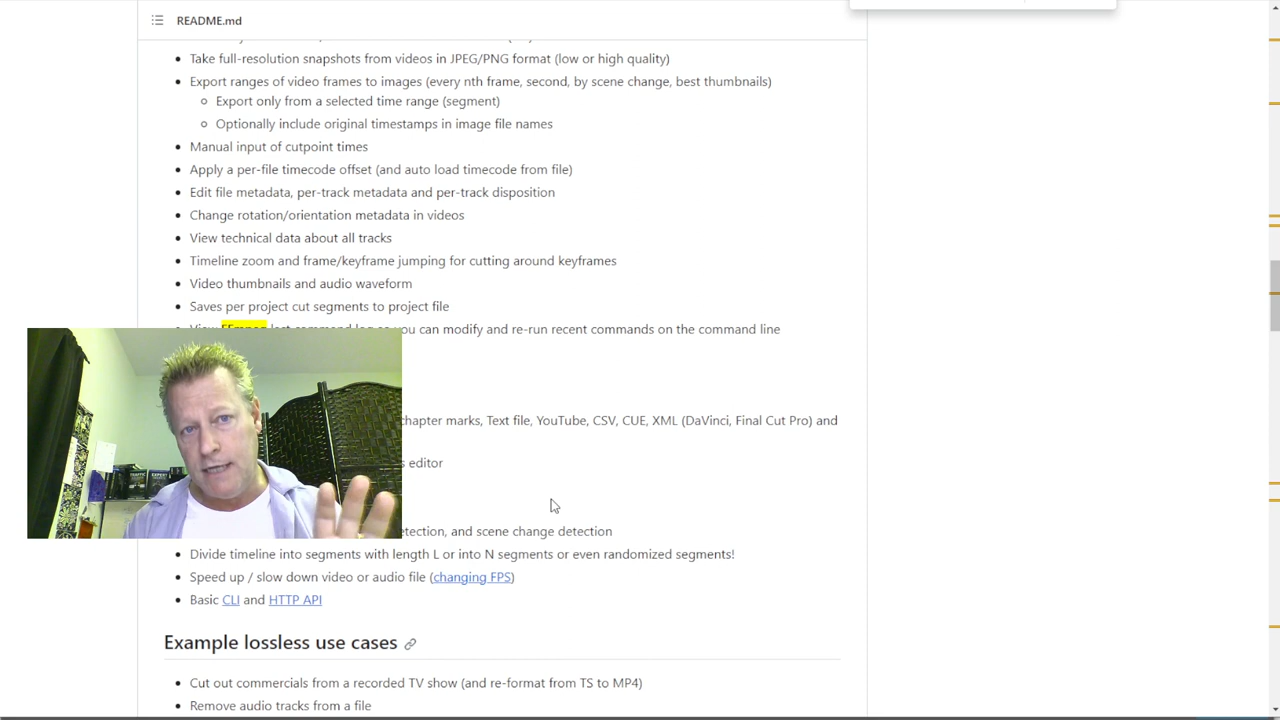 README.md
Take full-resolution snapshots from videos in JPEG/PNG format (low or high quality)
Export ranges of video frames to images (every nth frame, second, by scene change, best thumbnails)
Export only from a selected time range (segment)
Optionally include original timestamps in image file names
Manual input of cutpoint times
Apply a per-file timecode offset (and auto load timecode from file)
Edit file metadata, per-track metadata and per-track disposition
Change rotation/orientation metadata in videos
View technical data about all tracks
Timeline zoom and frame/keyframe jumping for cutting around keyframes
Video thumbnails and audio waveform
Saves per project cut segments to project file
View FFmpeg last command log so you can modify and re-run recent commands on the command line
chapter marks, Text file, YouTube, CSV, CUE, XML (DaVinci, Final Cut Pro) and
editor
etection, and scene change detection
Divide timeline into segments with length L or into N segments or even randomized segments!
Speed up / slow down video or audio file (changing FPS)
Basic CLI and HTTP API
Example lossless use cases
Cut out commercials from a recorded TV show (and re-format from TS to MP4)
Remove audio tracks from a file